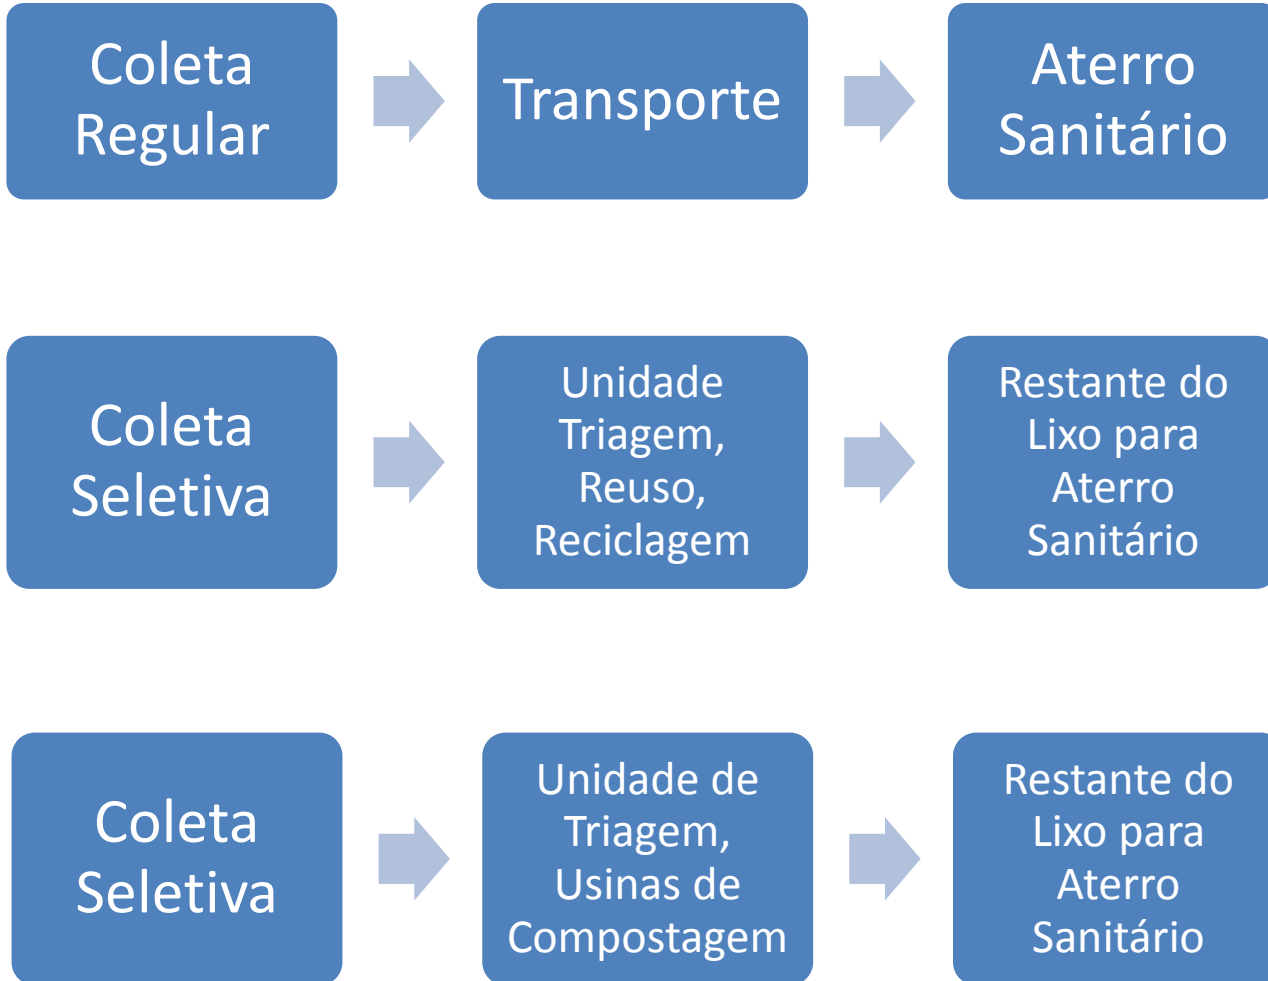 Coleta
Regular
Transporte
Aterro
Sanitário
Coleta
Seletiva
Unidade
Triagem,
Reuso,
Reciclagem
Restante do
Lixo para
Aterro
Sanitário
Coleta
Seletiva
Unidade de
Triagem,
Usinas de
Compostagem
Restante do
Lixo para
Aterro
Sanitário